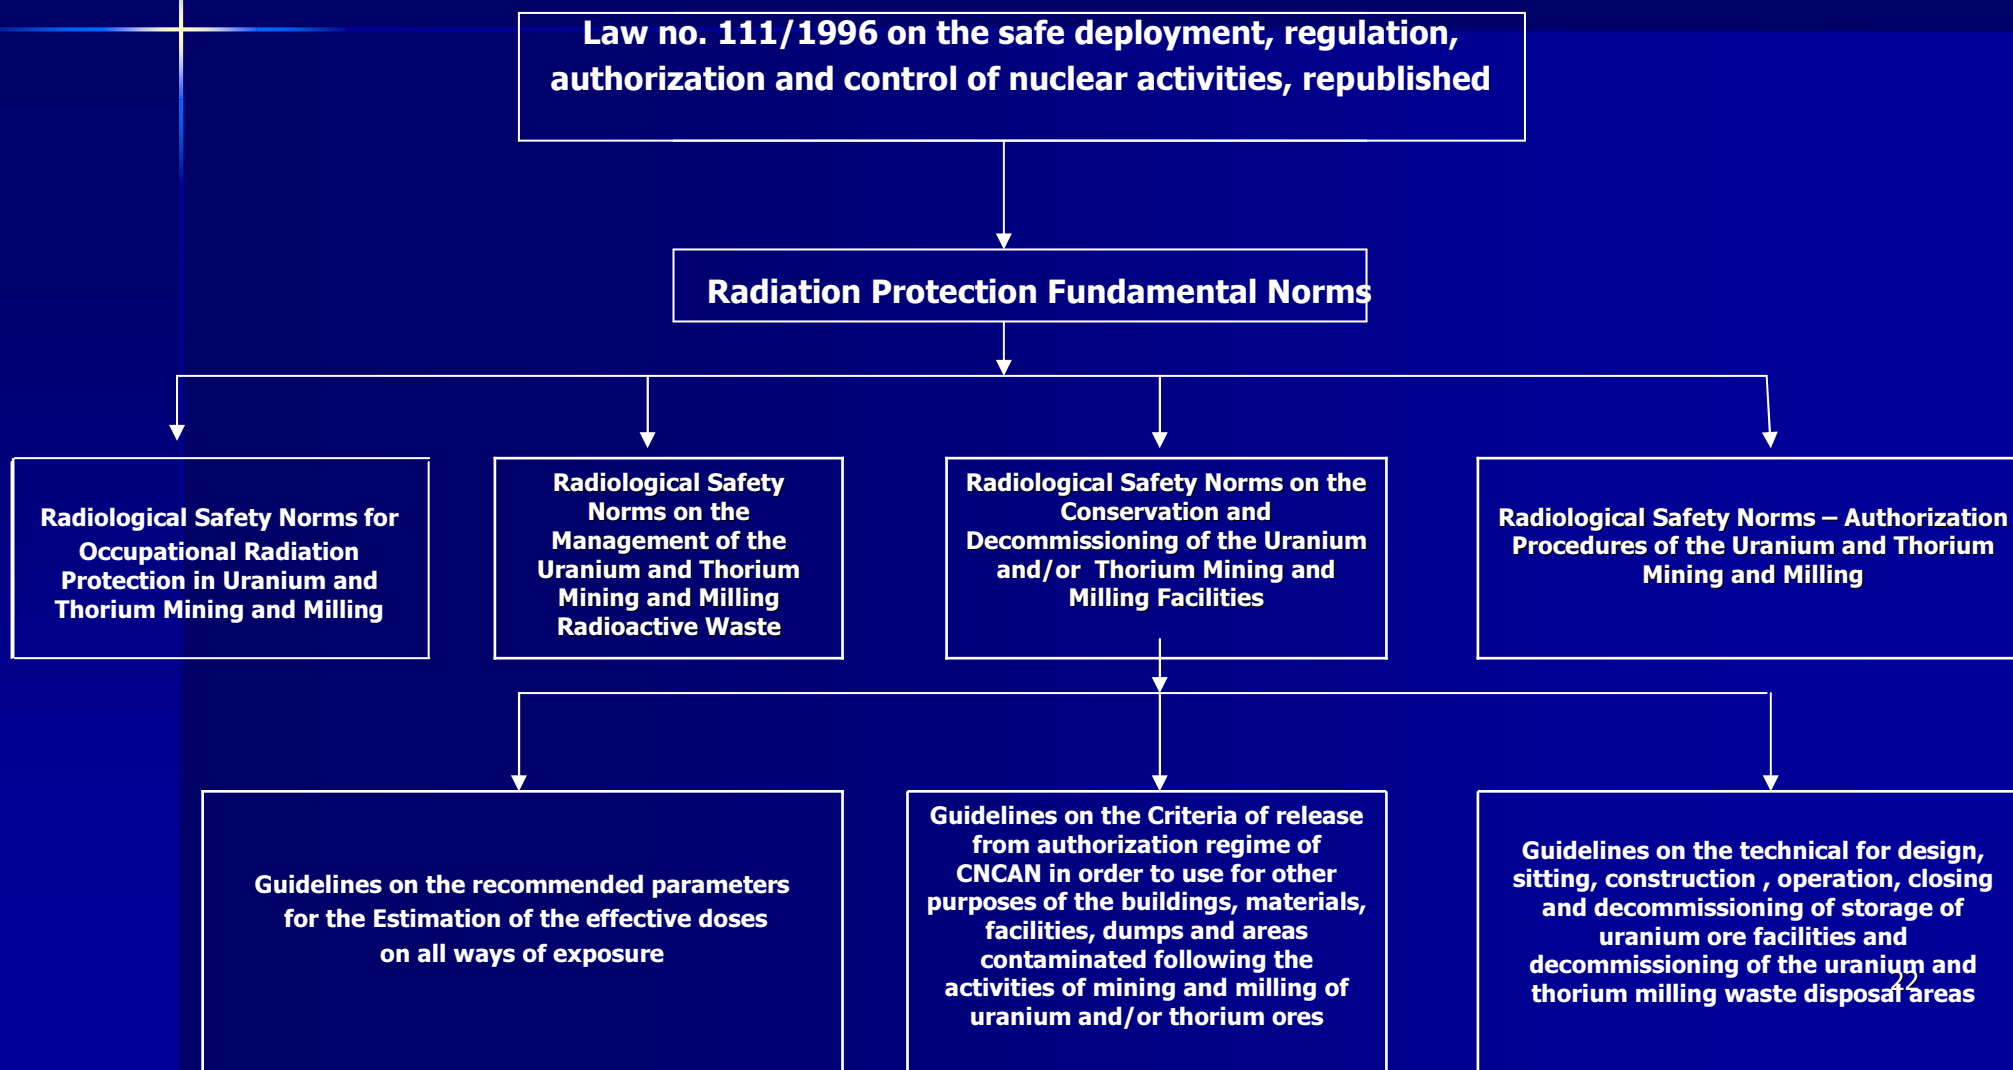 Law no. 111/1996 on the safe deployment, regulation,
authorization and control of nuclear activities, republished
Radiation Protection Fundamental Norms
Radiological Safety Norms for
Occupational Radiation
Protection in Uranium and
Thorium Mining and Milling
Radiological Safety
Norms on the
Management of the
Uranium and Thorium
Mining and Milling
Radioactive Waste
Radiological Safety Norms on the
Conservation and
Decommissioning of the Uranium
and/or Thorium Mining and
Milling Facilities
Radiological Safety Norms – Authorization
Procedures of the Uranium and Thorium
Mining and Milling
Guidelines on the recommended parameters
for the Estimation of the effective doses
on all ways of exposure
Guidelines on the Criteria of release
from authorization regime of
CNCAN in order to use for other
purposes of the buildings, materials,
facilities, dumps and areas
contaminated following the
activities of mining and milling of
uranium and/or thorium ores
Guidelines on the technical for design,
sitting, construction , operation, closing
and decommissioning of storage of
uranium ore facilities and
decommissioning of the uranium and
thorium milling waste disposal areas
22